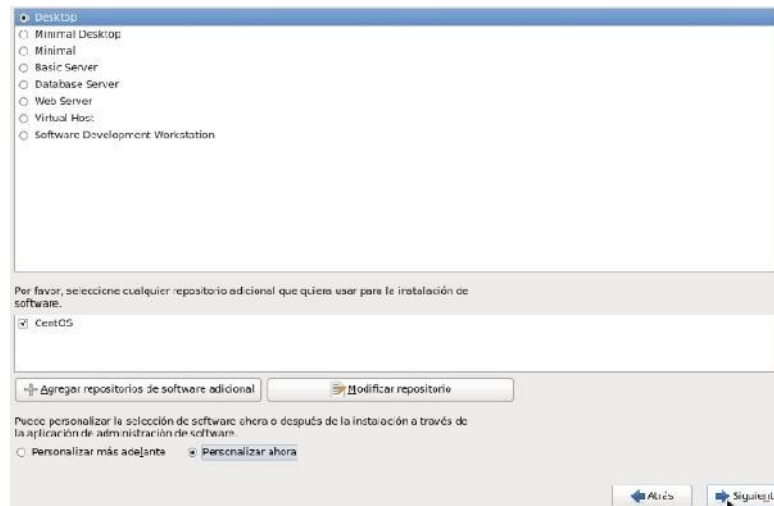 Desktop
Minimal Desktop
Minimal
Basic Server
Database Server
Web Server
Virtual Host
Software Development Workstation
Por favor, seleccione cualquier repositorio adicional que quiera usar para la instalación de
software.
CentOS
Agregar repositorios de software adicional
Modificar repositorio
Puede personalizar la selección de software ahora o después de la instalación a través de
la aplicación de administración de software.
Personalizar más adelante
Personalizar ahora
Atrás
Siguient